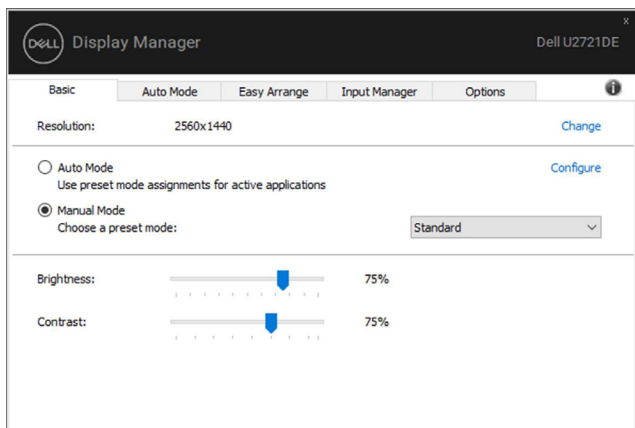 x
DELL Display Manager Dell U2721DE
Basic Auto Mode Easy Arrange Input Manager Options i
Resolution: 2560x1440 Change
Auto Mode Configure
Use preset mode assignments for active applications
Manual Mode
Choose a preset mode: Standard
Brightness: 75%
Contrast: 75%